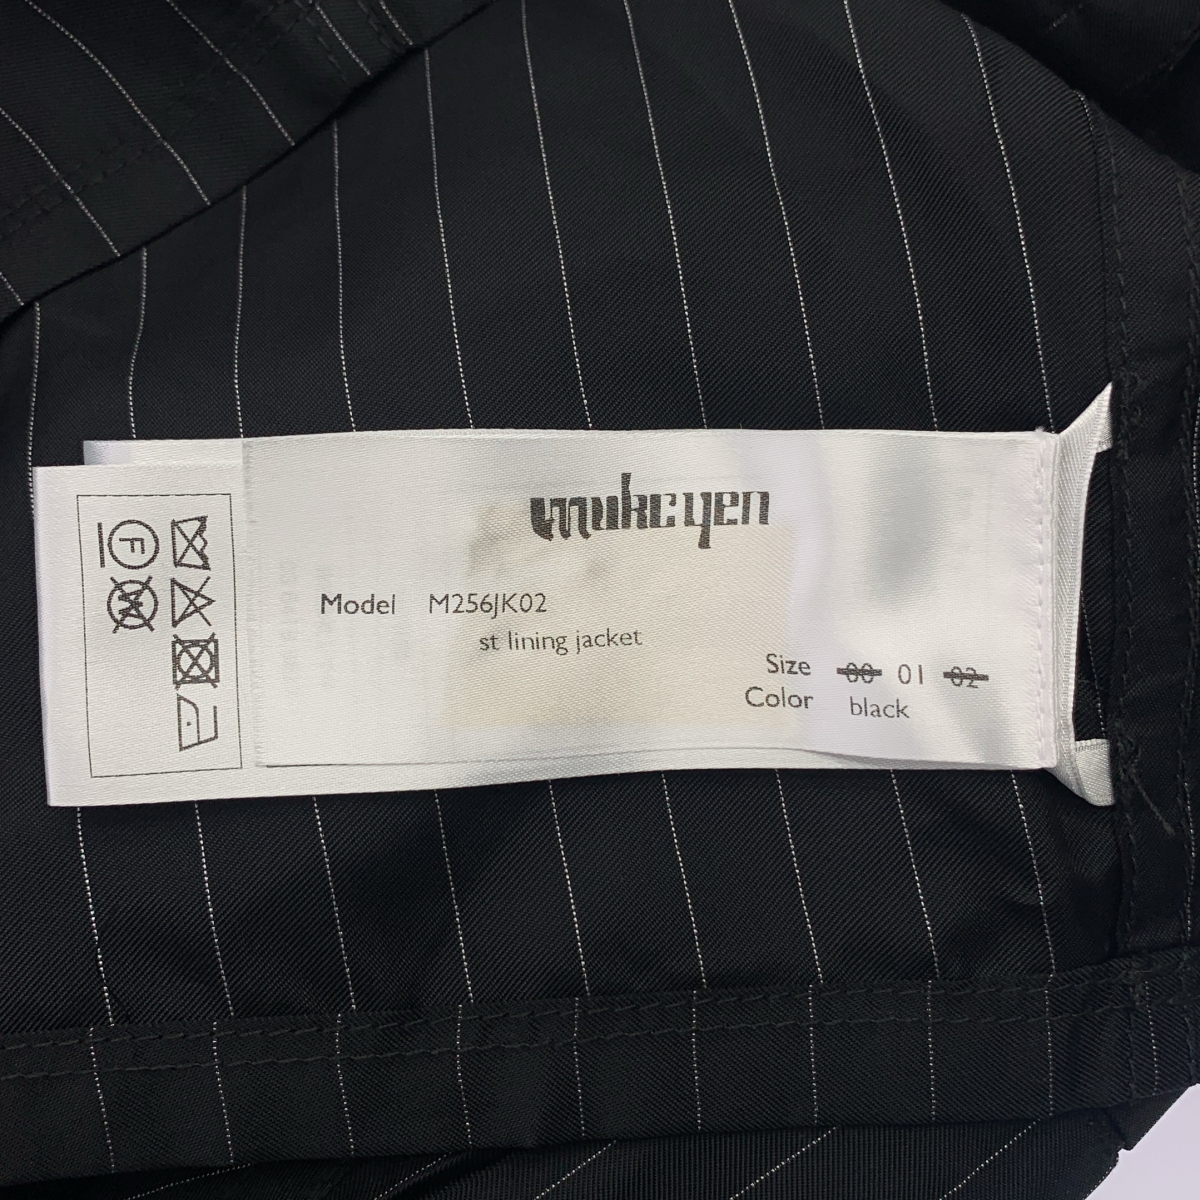 mukcyen
Model M256JK02
st lining jacket
Size 00 01 02
Color black
F
W